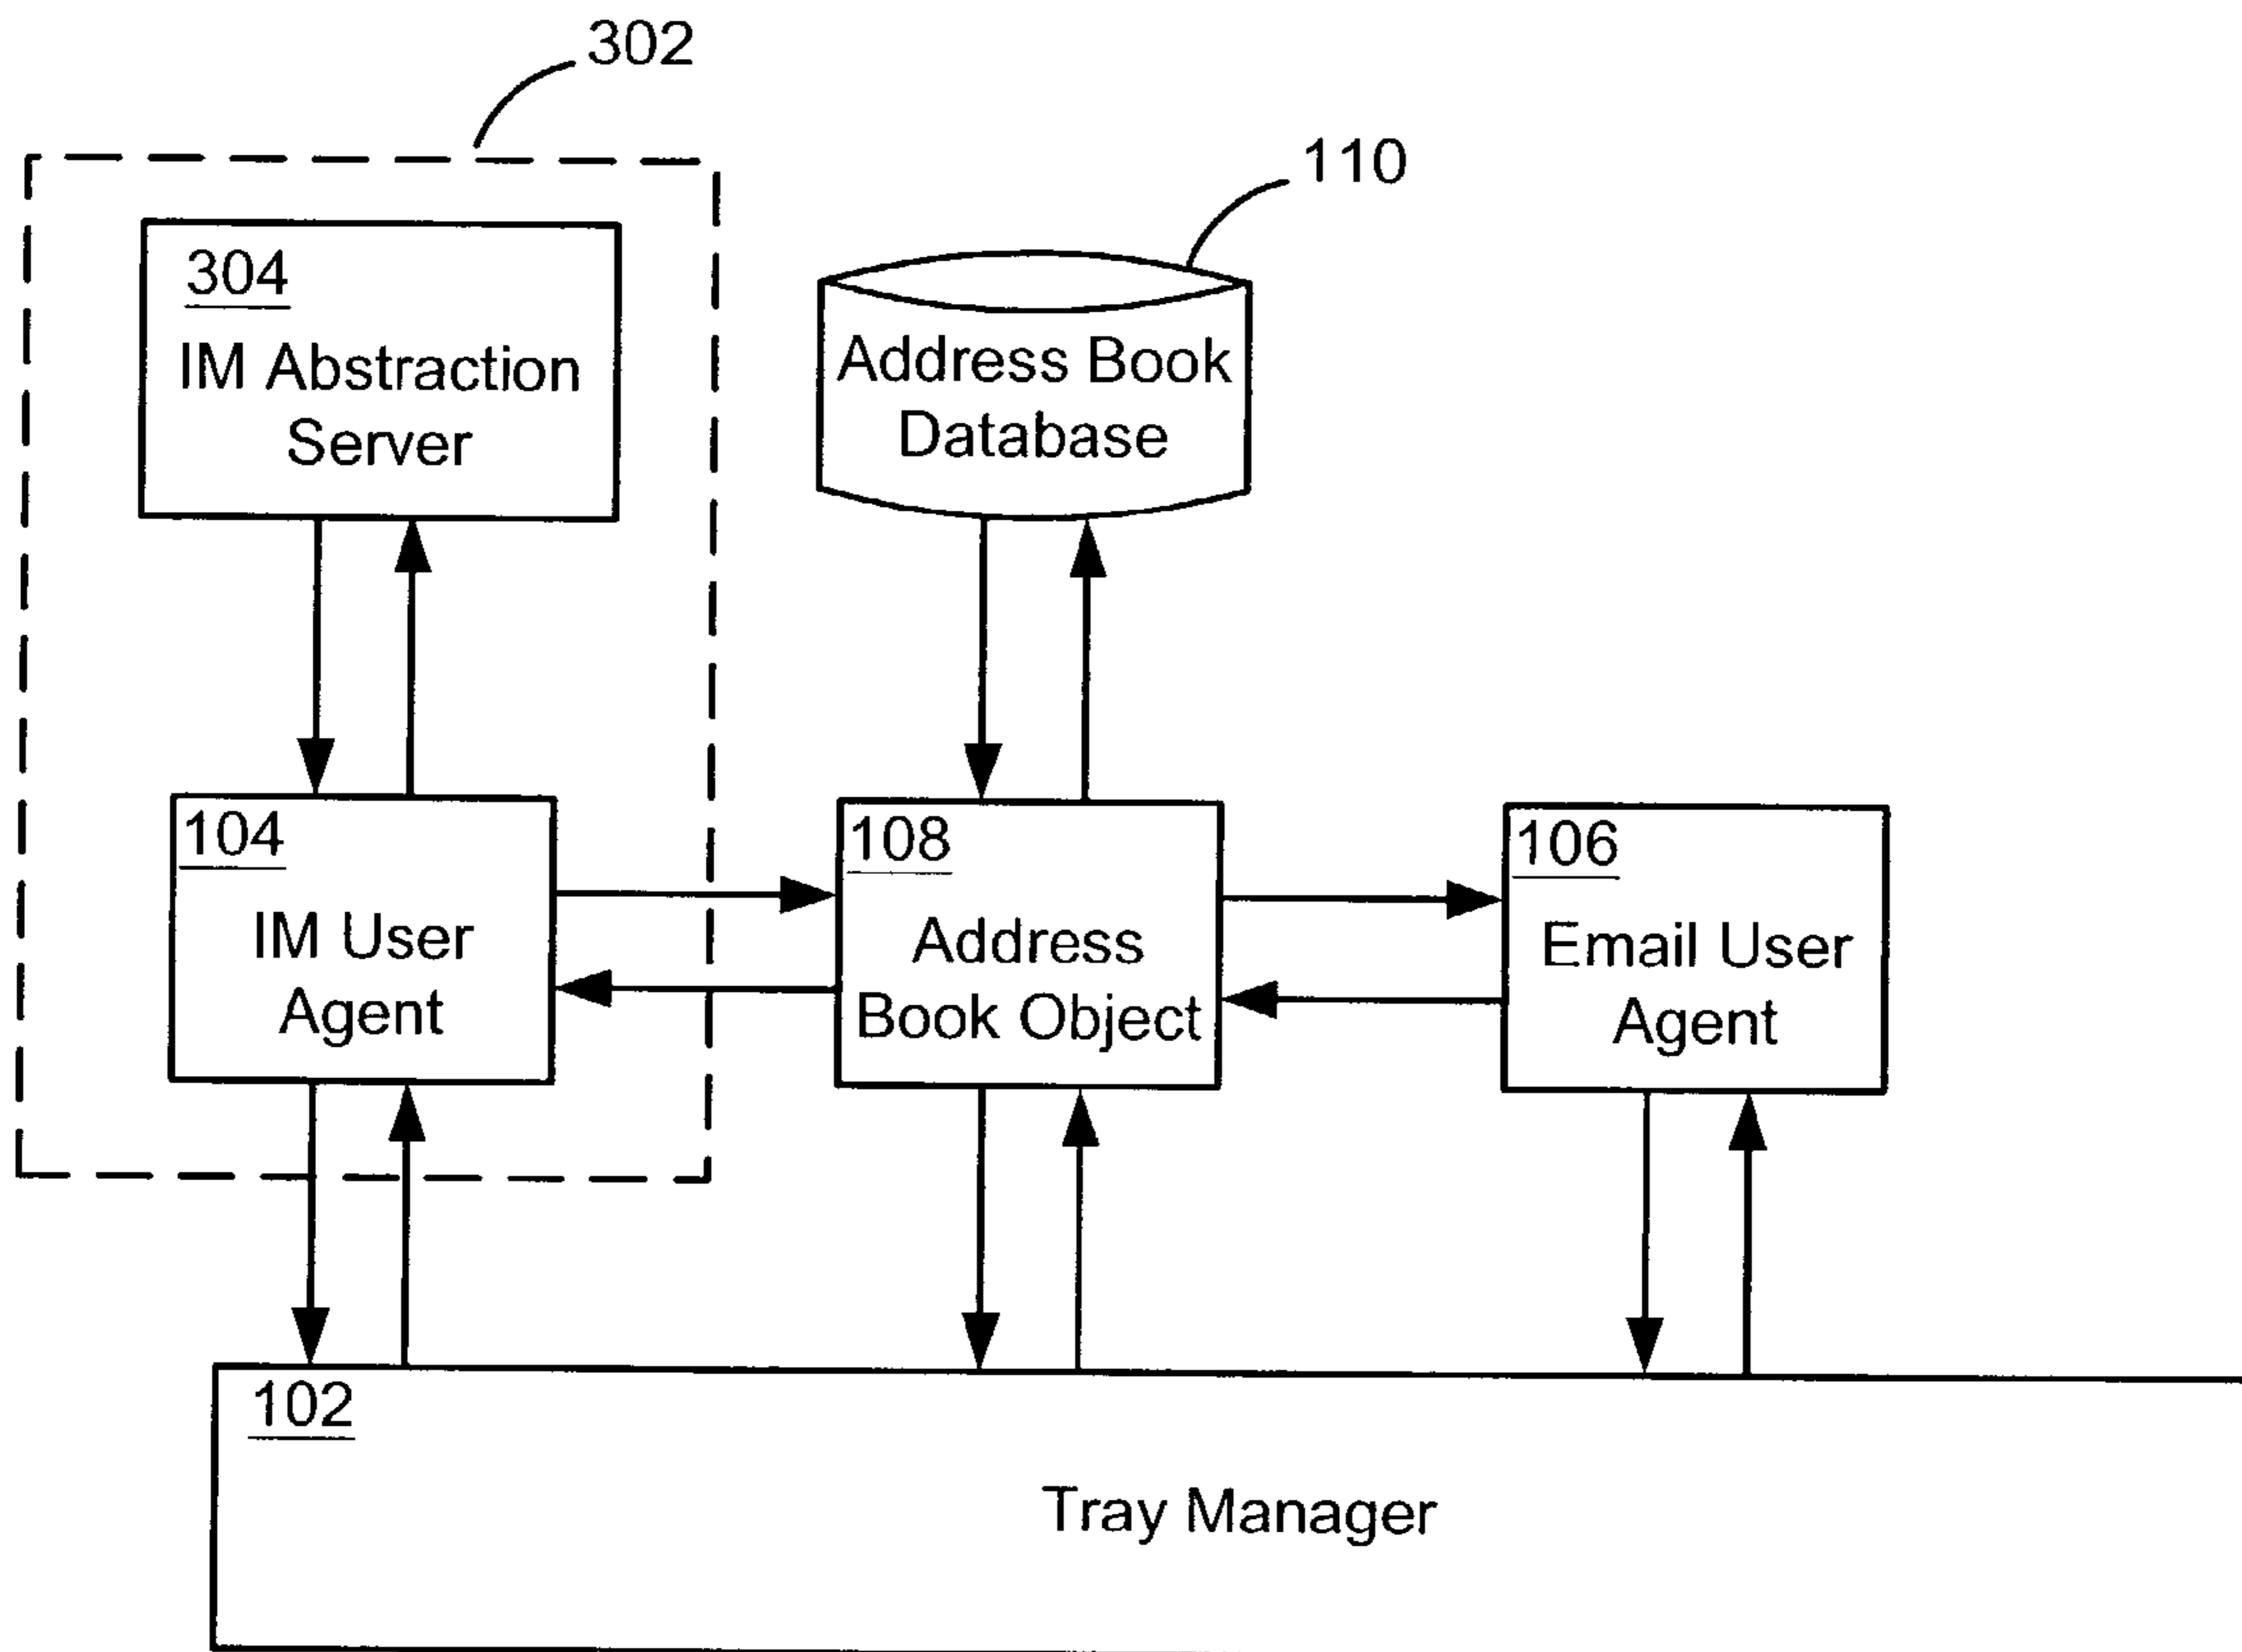 302
110
304
IM Abstraction
Server
Address Book
Database
104
IM User
Agent
108
Address
Book Object
106
Email User
Agent
102
Tray Manager